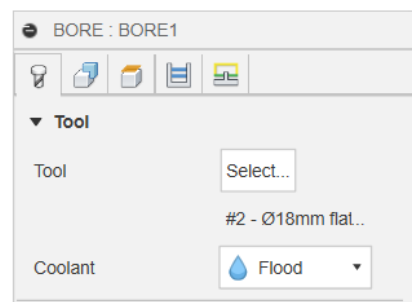 BORE : BORE1
Tool
Tool Select...
#2 - Ø18mm flat...
Coolant Flood